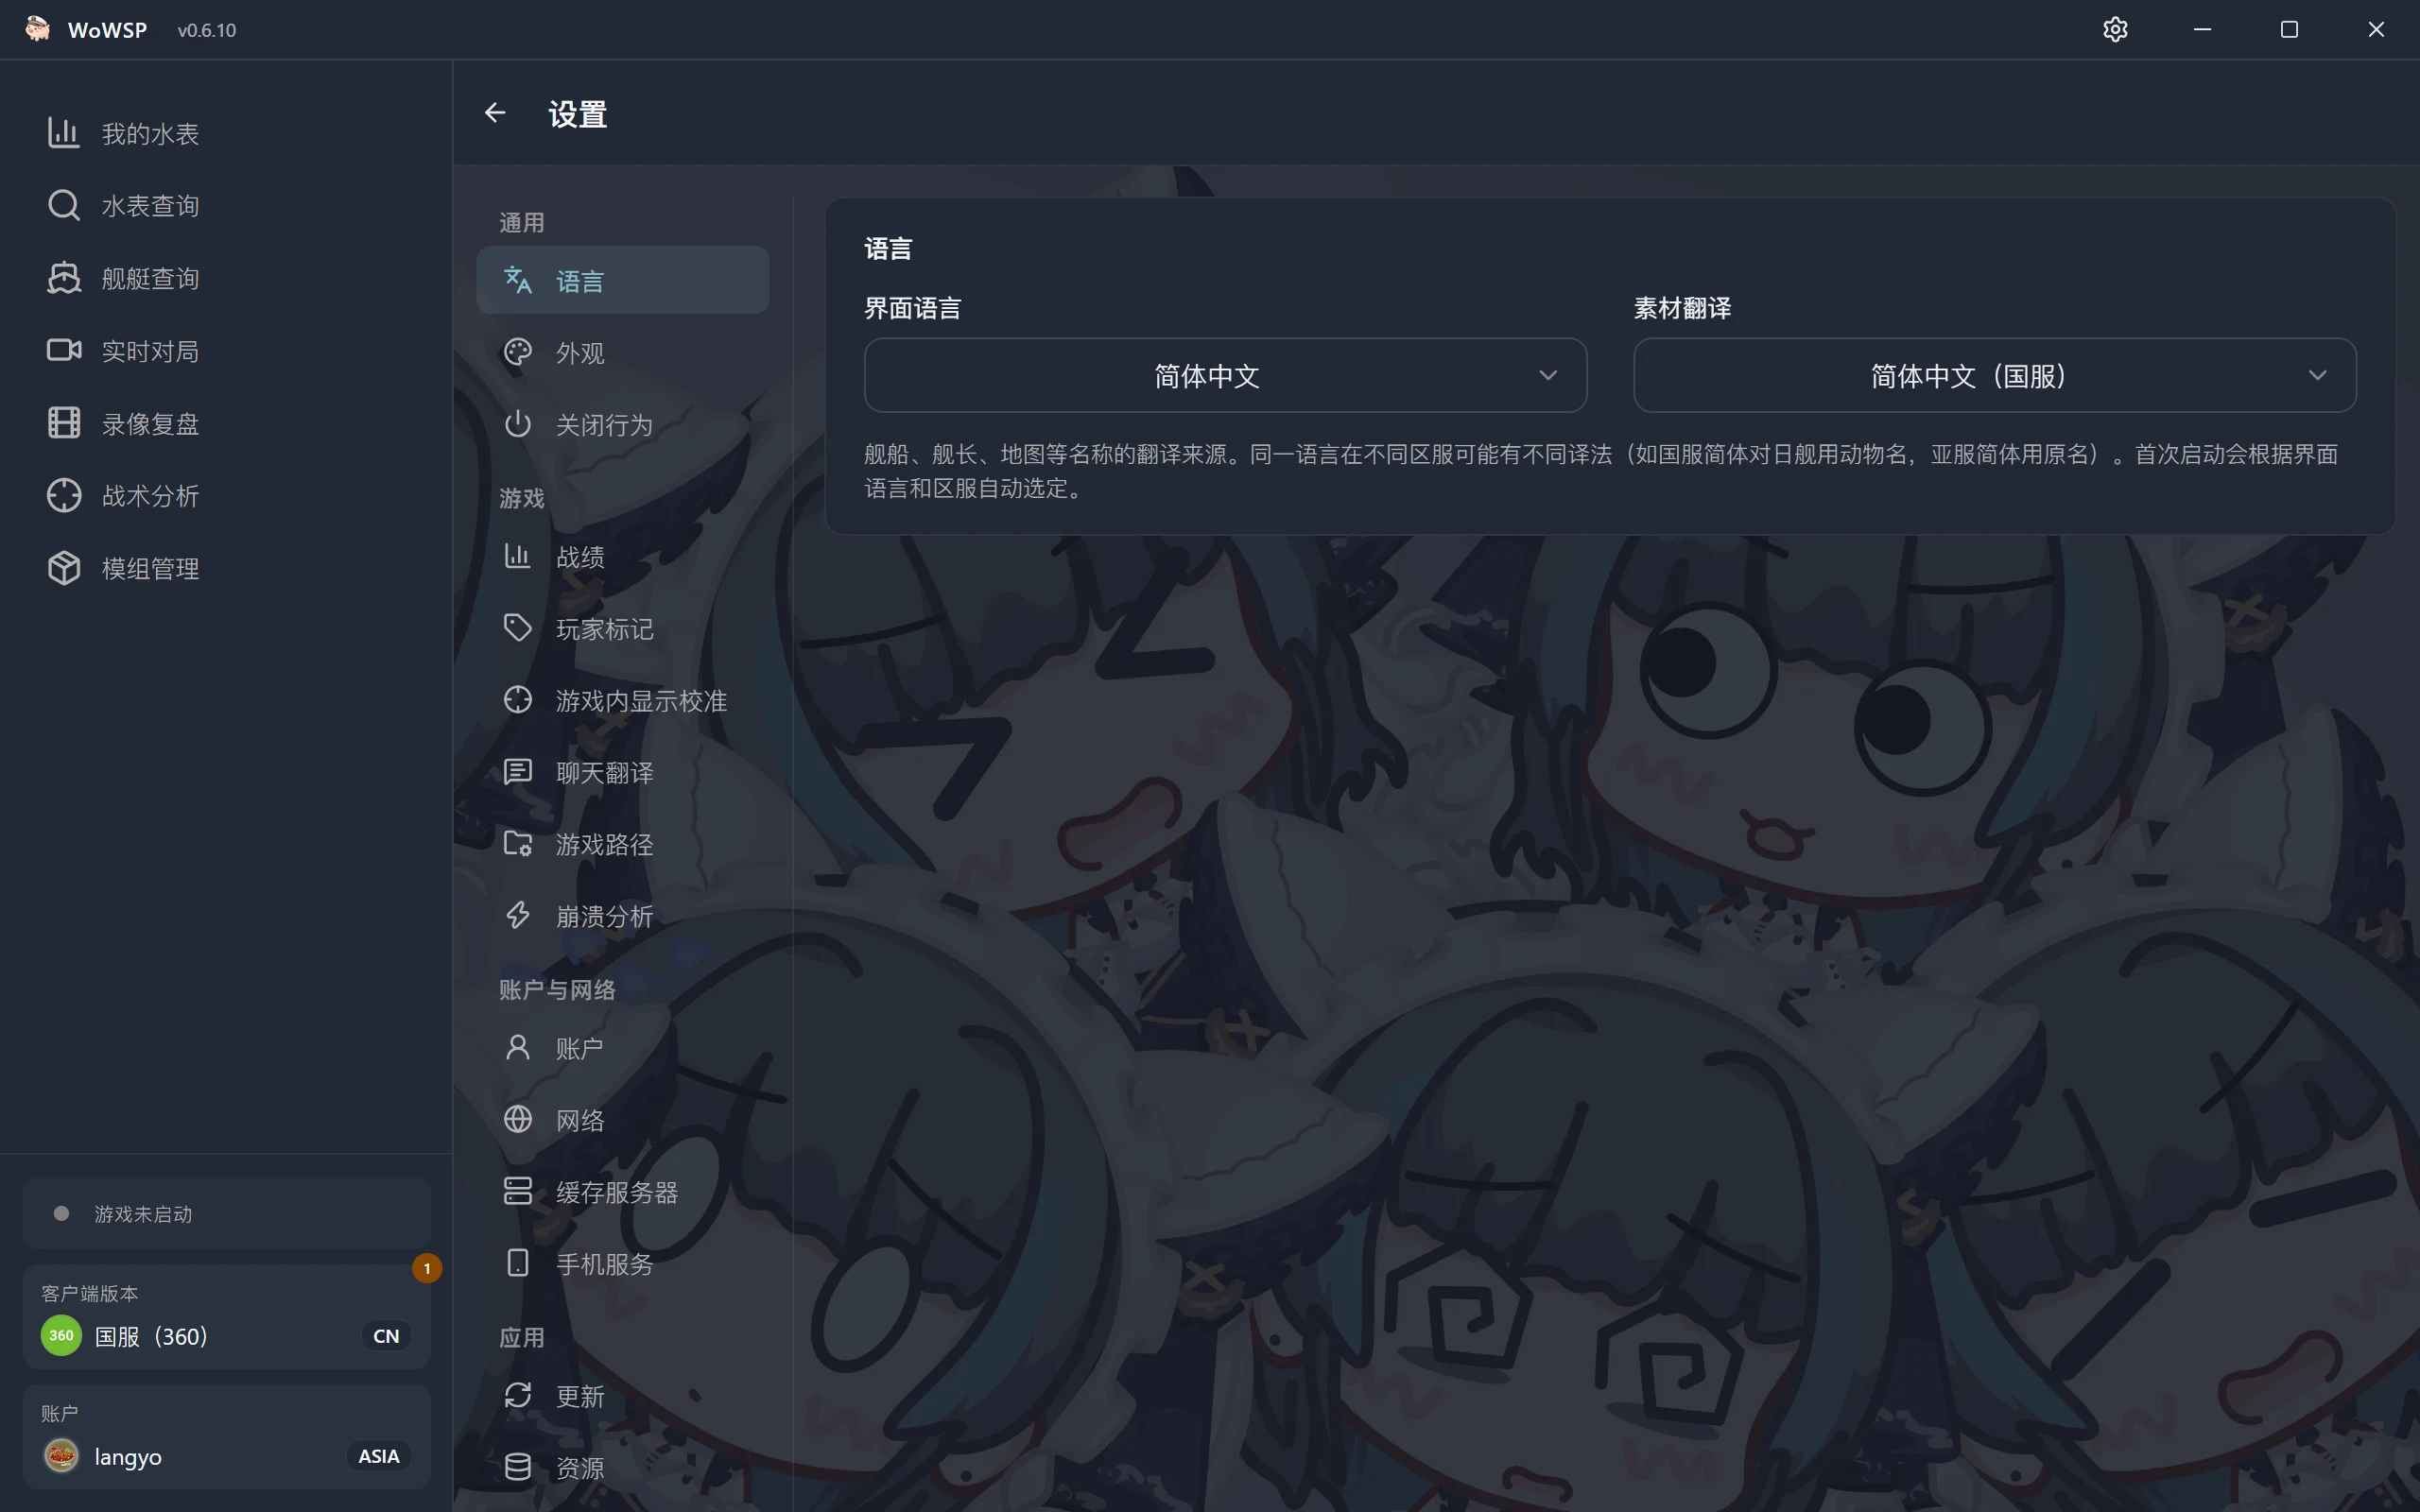 WoWSP v0.6.10
我的水表
水表查询
舰艇查询
实时对局
录像复盘
战术分析
模组管理
游戏未启动
1
客户端版本
360 国服（360） CN
账户
langyo ASIA
设置
通用
语言
外观
关闭行为
游戏
战绩
玩家标记
游戏内显示校准
聊天翻译
游戏路径
崩溃分析
账户与网络
账户
网络
缓存服务器
手机服务
应用
更新
资源
语言
界面语言
简体中文
素材翻译
简体中文（国服）
舰船、舰长、地图等名称的翻译来源。同一语言在不同区服可能有不同译法（如国服简体对日舰用动物名，亚服简体用原名）。首次启动会根据界面
语言和区服自动选定。